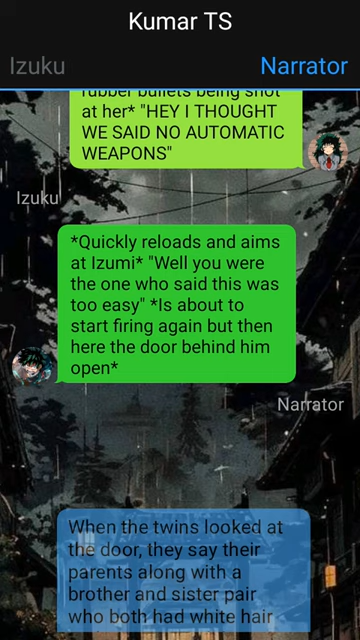 Kumar TS
Izuku
Narrator
rubber bullets being shot
at her* "HEY I THOUGHT
WE SAID NO AUTOMATIC
WEAPONS"
Izuku
*Quickly reloads and aims
at Izumi* "Well you were
the one who said this was
too easy" *Is about to
start firing again but then
here the door behind him
open*
Narrator
When the twins looked at
the door, they say their
parents along with a
brother and sister pair
who both had white hair